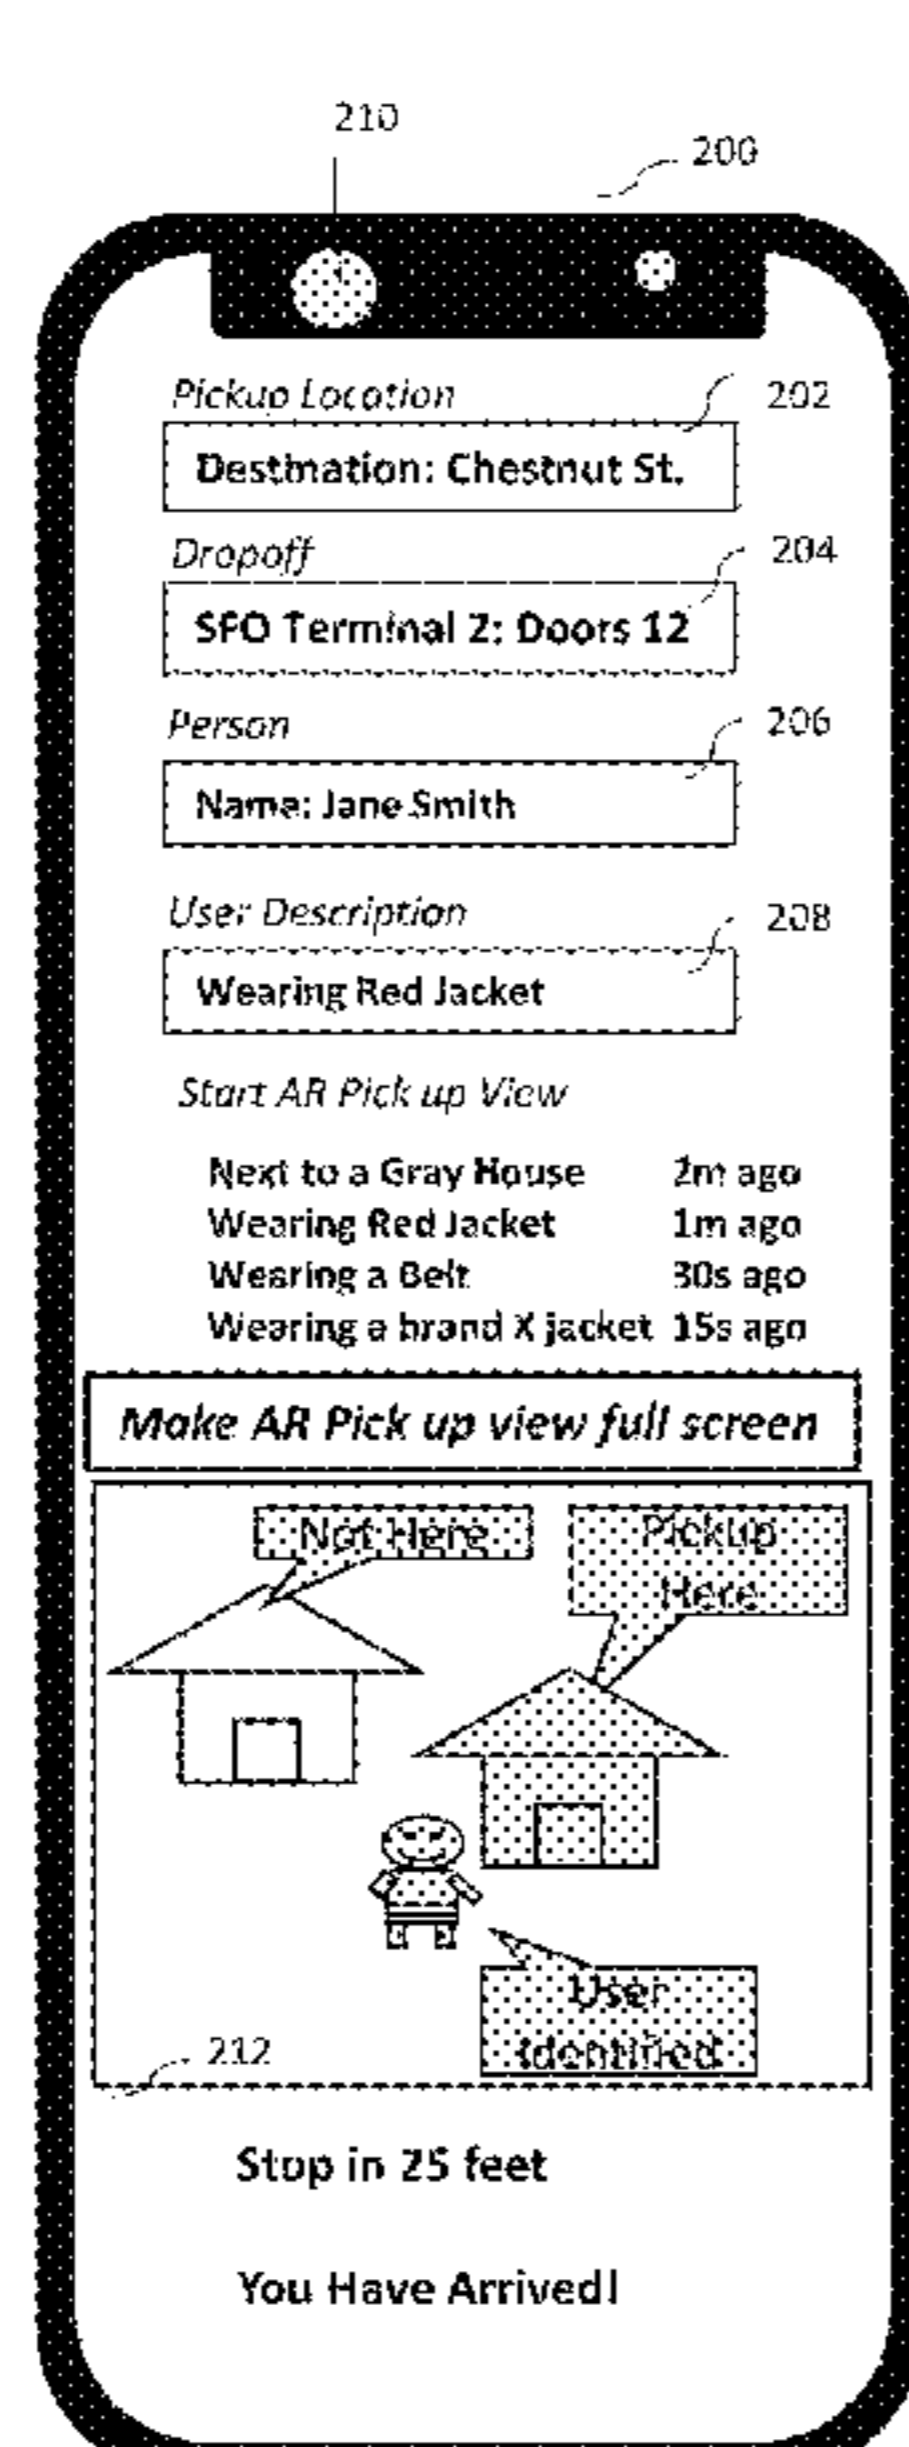 210
200
Pickup Location
202
Destination: Chestnut St.
Dropoff
204
SFO Terminal 2: Doors 12
Person
206
Name: Jane Smith
User Description
208
Wearing Red Jacket
Start AR Pick up View
Next to a Gray House 2m ago
Wearing Red Jacket 1m ago
Wearing a Belt 30s ago
Wearing a brand X jacket 15s ago
Make AR Pick up view full screen
Not Here
Pickup
Here
User
Identified
212
Stop in 25 feet
You Have Arrived!